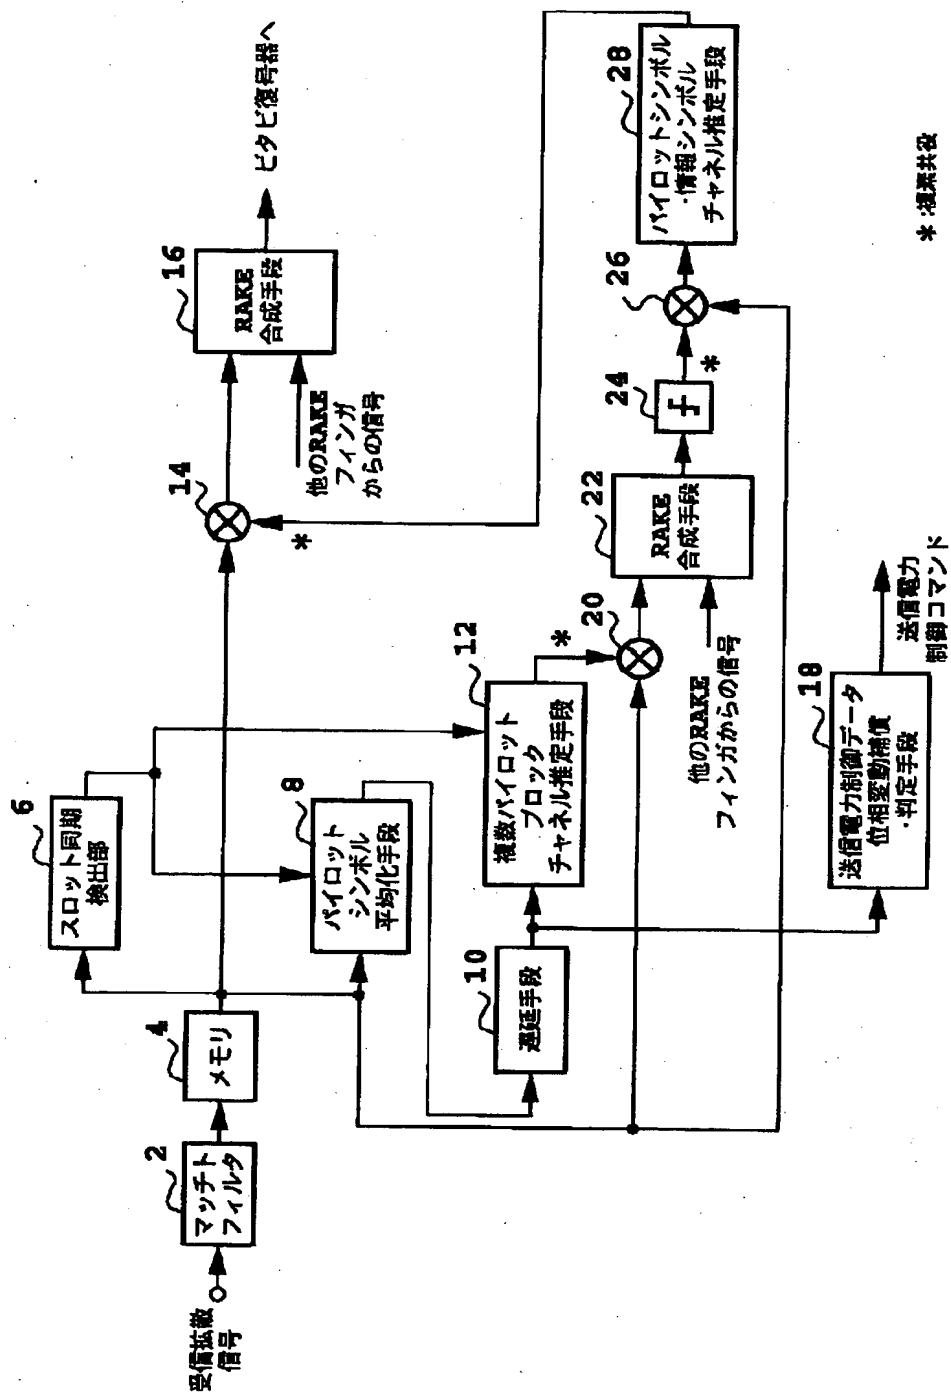 受信拡散
信号
2
マッチト
フィルタ
4
メモリ
6
スロット同期
検出部
8
パイロット
シンボル
平均化手段
10
遅延手段
12
複数パイロット
ブロック
チャネル推定手段
14
*
16
RAKE
合成手段
他のRAKE
フィンガ
からの信号
ビタビ復号器へ
18
送信電力制御データ
位相変動補償
・判定手段
送信電力
制御コマンド
20
*
22
RAKE
合成手段
他のRAKE
フィンガからの信号
24
*
26
28
パイロットシンボル
・情報シンボル
チャネル推定手段
*:複素共役